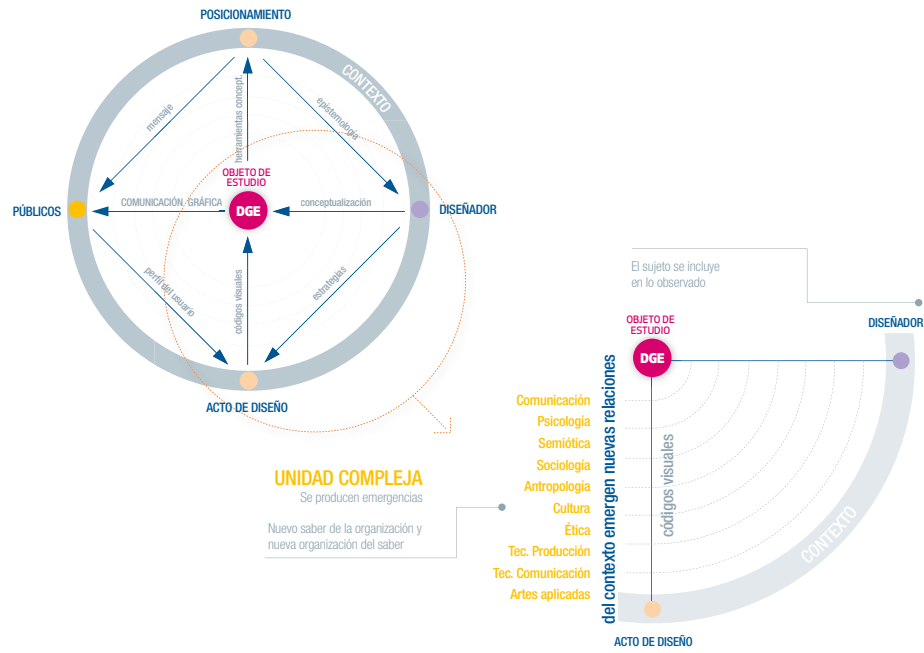 POSICIONAMIENTO
CONTEXTO
mensaje
herramientas concept.
epistemología
OBJETO DE
ESTUDIO
PÚBLICOS
COMUNICACIÓN GRÁFICA
DGE
conceptualización
DISEÑADOR
perfil del usuario
códigos visuales
estrategias
ACTO DE DISEÑO
El sujeto se incluye
en lo observado
DISEÑADOR
OBJETO DE
ESTUDIO
DGE
del contexto emergen nuevas relaciones
códigos visuales
CONTEXTO
Comunicación
Psicología
Semiótica
Sociología
Antropología
Cultura
Ética
Tec. Producción
Tec. Comunicación
Artes aplicadas
UNIDAD COMPLEJA
Se producen emergencias
Nuevo saber de la organización y
nueva organización del saber
ACTO DE DISEÑO